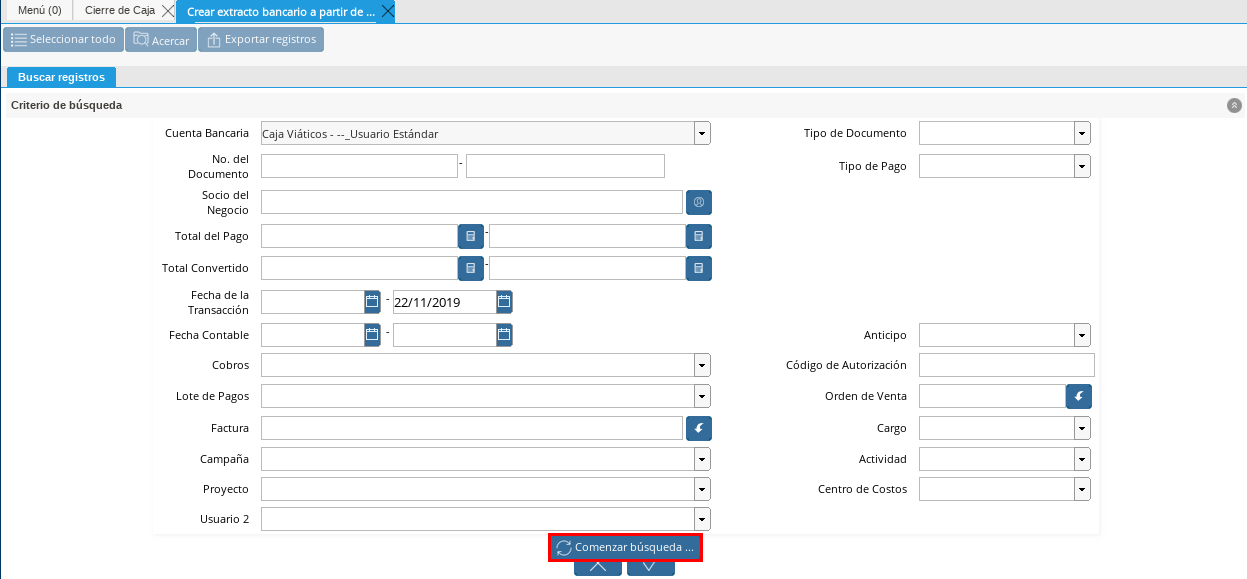 Menú (0)
Cierre de Caja
Crear extracto bancario a partir de ...
Seleccionar todo
Acercar
Exportar registros
Buscar registros
Criterio de búsqueda
Cuenta Bancaria
Caja Viáticos - --_Usuario Estándar
Tipo de Documento
No. del
Documento
-
Tipo de Pago
Socio del
Negocio
Total del Pago
-
Total Convertido
-
Fecha de la
Transacción
-
22/11/2019
Fecha Contable
-
Anticipo
Cobros
Código de Autorización
Lote de Pagos
Orden de Venta
Factura
Cargo
Campaña
Actividad
Proyecto
Centro de Costos
Usuario 2
Comenzar búsqueda ...